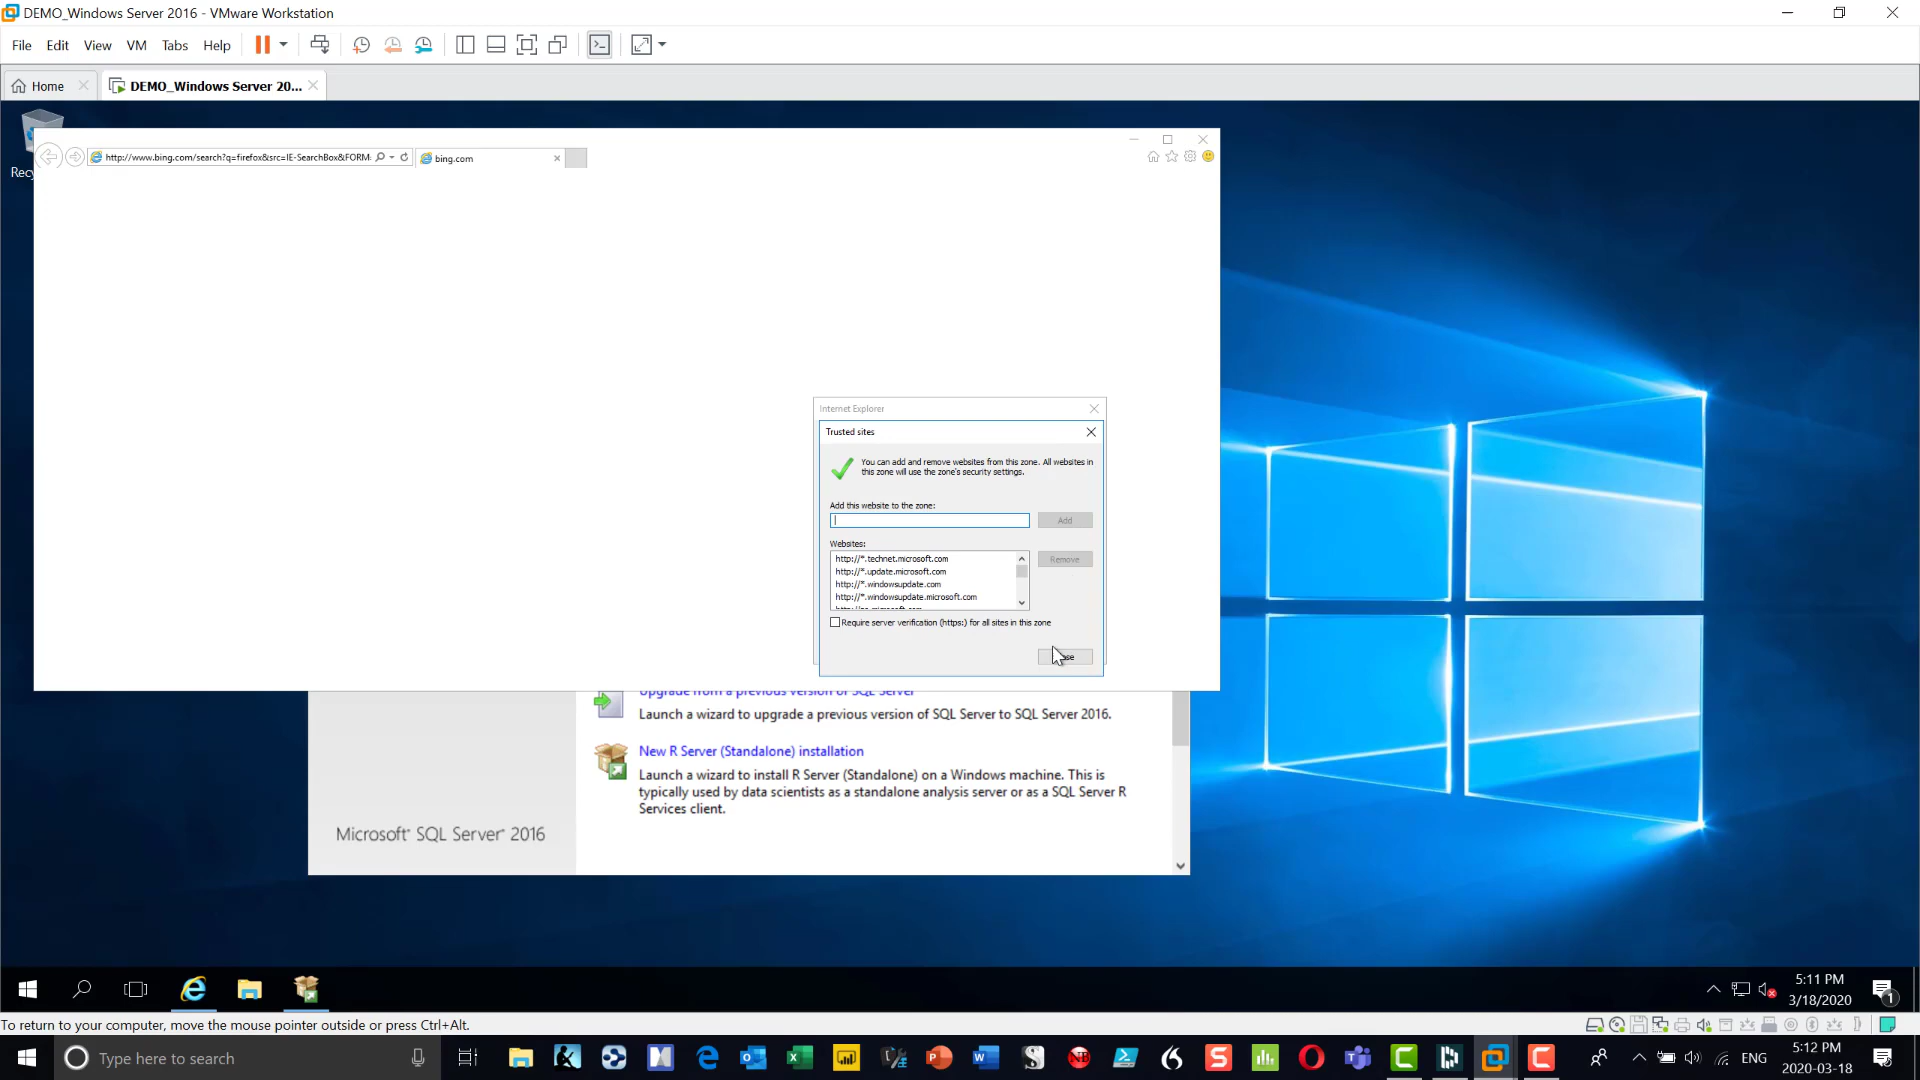 DEMO_Windows Server 2016 - VMware Workstation
File Edit View VM Tabs Help
Home
DEMO_Windows Server 20...
http://www.bing.com/search?q=firefox&src=IE-SearchBox&FORM:
bing.com
Internet Explorer
Trusted sites
You can add and remove websites from this zone. All websites in
this zone will use the zone's security settings.
Add this website to the zone:
Add
Websites:
http://*.technet.microsoft.com
http://*.update.microsoft.com
http://*.windowsupdate.com
http://*.windowsupdate.microsoft.com
Remove
Require server verification (https:) for all sites in this zone
Upgrade from a previous version of SQL Server
Launch a wizard to upgrade a previous version of SQL Server to SQL Server 2016.
New R Server (Standalone) installation
Launch a wizard to install R Server (Standalone) on a Windows machine. This is
typically used by data scientists as a standalone analysis server or as a SQL Server R
Services client.
Microsoft® SQL Server® 2016
5:11 PM
3/18/2020
1
To return to your computer, move the mouse pointer outside or press Ctrl+Alt.
Type here to search
ENG
5:12 PM
2020-03-18